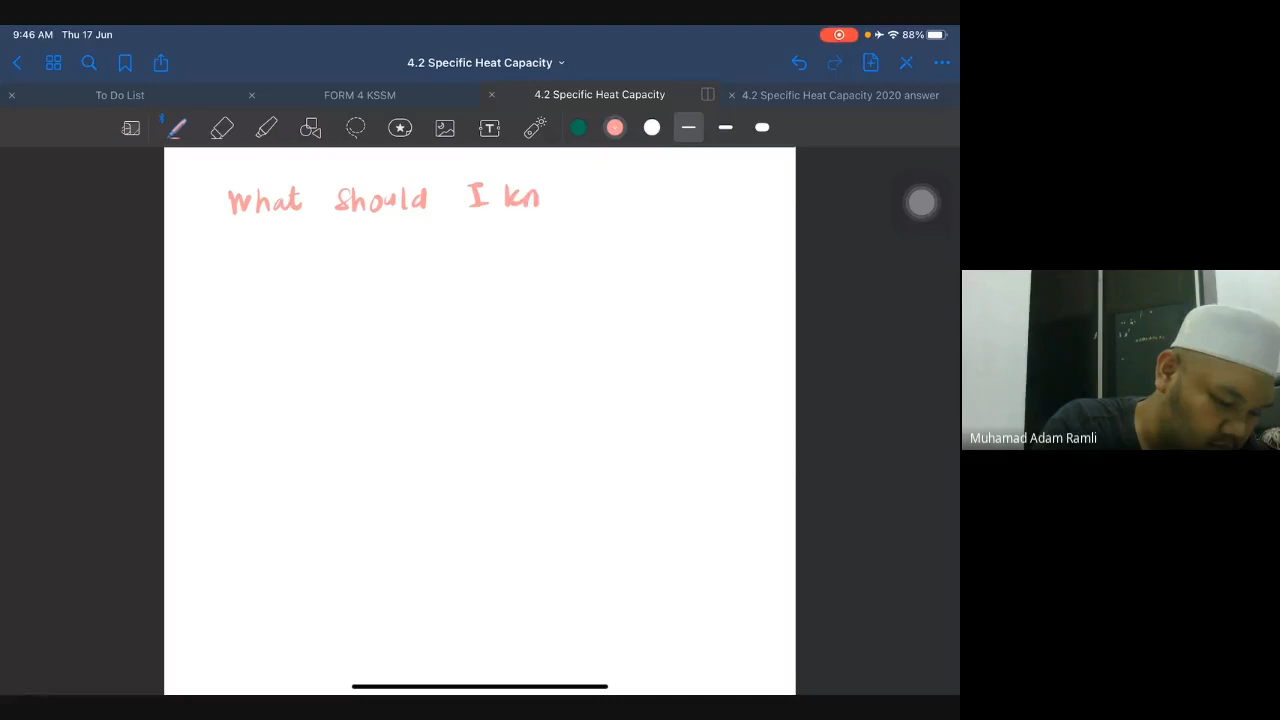 9:46 AM Thu 17 Jun
88%
4.2 Specific Heat Capacity
To Do List
FORM 4 KSSM
4.2 Specific Heat Capacity
4.2 Specific Heat Capacity 2020 answer
T
What should I kn
Muhamad Adam Ramli